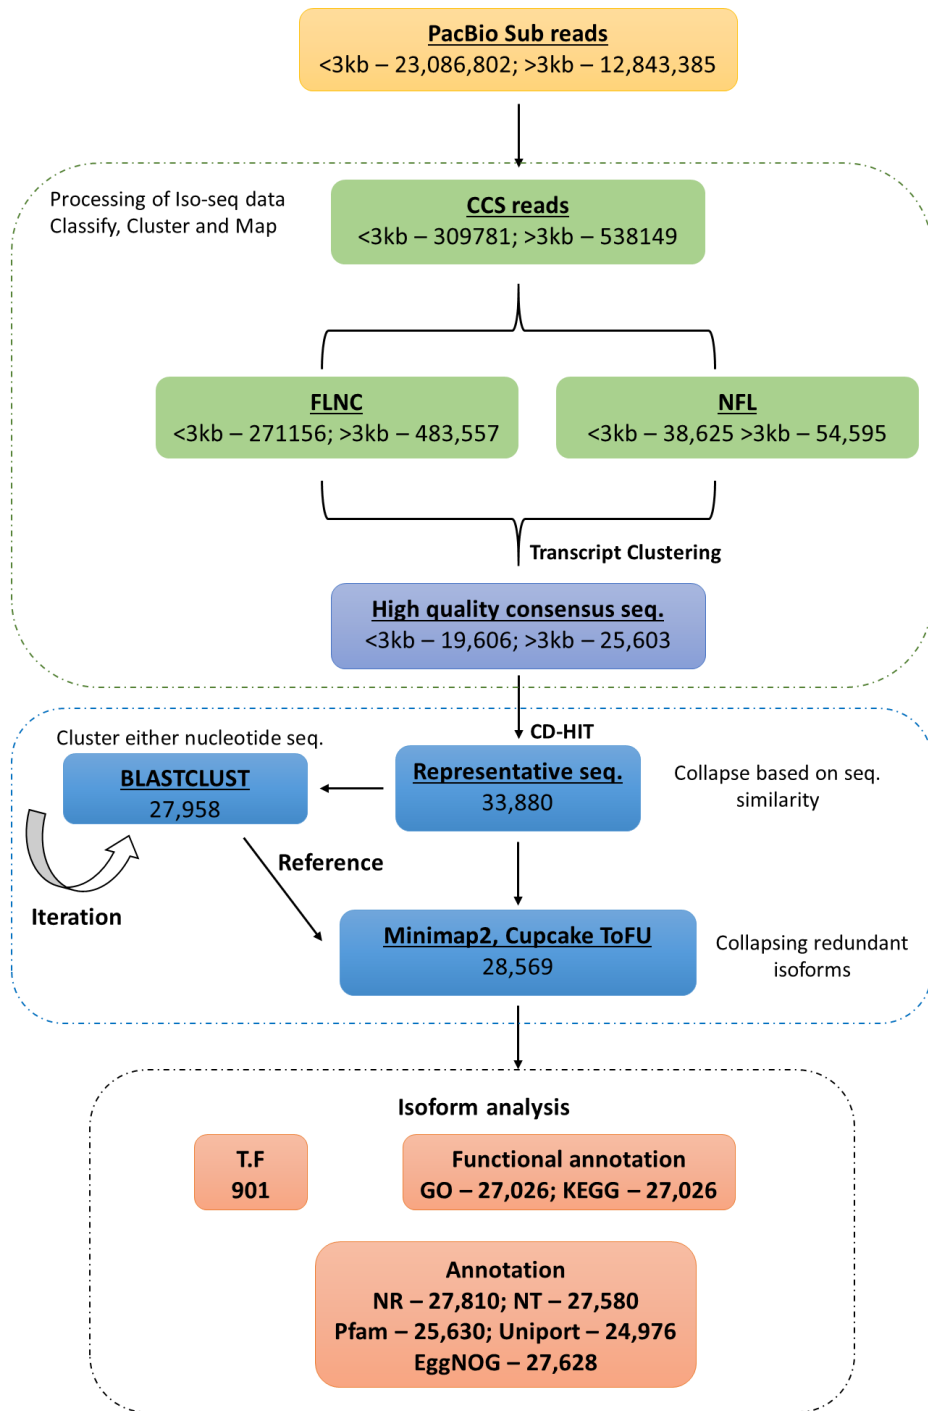 PacBio Sub reads
<3kb – 23,086,802; >3kb – 12,843,385
Processing of Iso-seq data
Classify, Cluster and Map
CCS reads
<3kb – 309781; >3kb – 538149
FLNC
<3kb – 271156; >3kb – 483,557
NFL
<3kb – 38,625 >3kb – 54,595
Transcript Clustering
High quality consensus seq.
<3kb – 19,606; >3kb – 25,603
CD-HIT
Cluster either nucleotide seq.
BLASTCLUST
27,958
Representative seq.
33,880
Collapse based on seq.
similarity
Reference
Iteration
Minimap2, Cupcake ToFU
28,569
Collapsing redundant
isoforms
Isoform analysis
T.F
901
Functional annotation
GO – 27,026; KEGG – 27,026
Annotation
NR – 27,810; NT – 27,580
Pfam – 25,630; Uniport – 24,976
EggNOG – 27,628